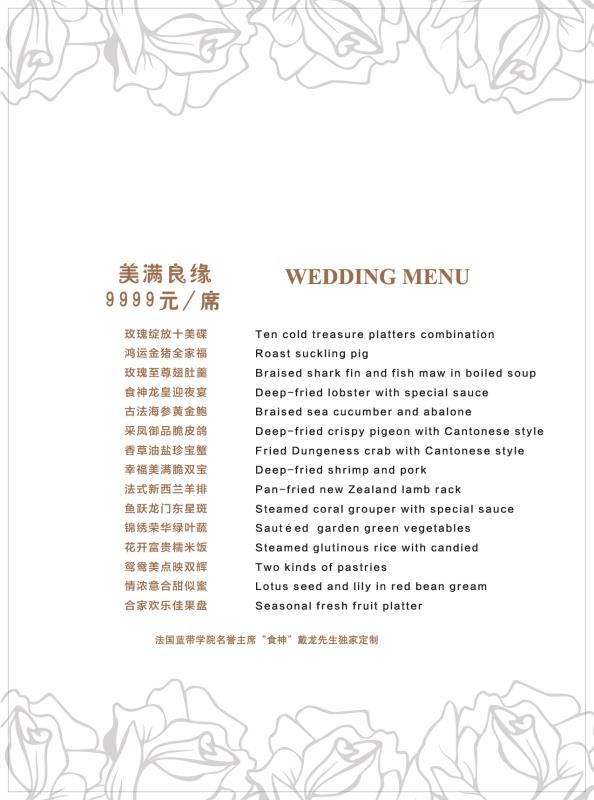 美满良缘
WEDDING MENU
9999元/席
玫瑰绽放十美碟 Ten cold treasure platters combination
鸿运金猪全家福 Roast suckling pig
玫瑰至尊翅肚羹 Braised shark fin and fish maw in boiled soup
食神龙皇迎夜宴 Deep-fried lobster with special sauce
古法海参黄金鲍 Braised sea cucumber and abalone
采凤御品脆皮鸽 Deep-fried crispy pigeon with Cantonese style
香草油盐珍宝蟹 Fried Dungeness crab with Cantonese style
幸福美满脆双宝 Deep-fried shrimp and pork
法式新西兰羊排 Pan-fried new Zealand lamb rack
鱼跃龙门东星斑 Steamed coral grouper with special sauce
锦绣荣华绿叶蔬 Sautéed garden green vegetables
花开富贵糯米饭 Steamed glutinous rice with candied
鸳鸯美点映双辉 Two kinds of pastries
情浓意合甜似蜜 Lotus seed and lily in red bean gream
合家欢乐佳果盘 Seasonal fresh fruit platter
法国蓝带学院名誉主席“食神”戴龙先生独家定制